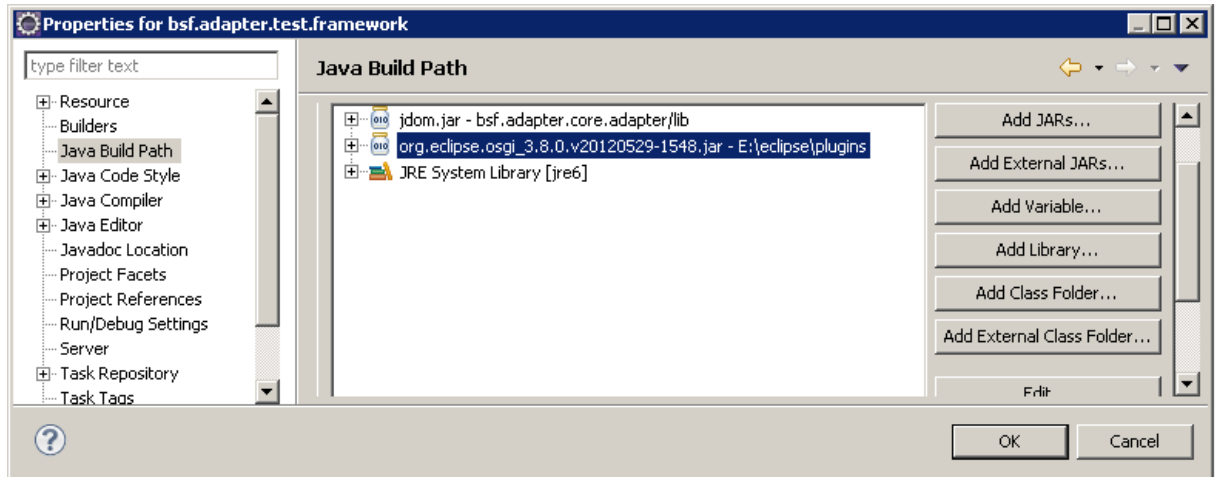 Properties for bsf.adapter.test.framework
type filter text
Resource
Builders
Java Build Path
Java Code Style
Java Compiler
Java Editor
Javadoc Location
Project Facets
Project References
Run/Debug Settings
Server
Task Repository
Task Tags
Java Build Path
jdom.jar - bsf.adapter.core.adapter/lib
org.eclipse.osgi_3.8.0.v20120529-1548.jar - E:\eclipse\plugins
JRE System Library [jre6]
Add JARs...
Add External JARs...
Add Variable...
Add Library...
Add Class Folder...
Add External Class Folder...
Edit
OK
Cancel